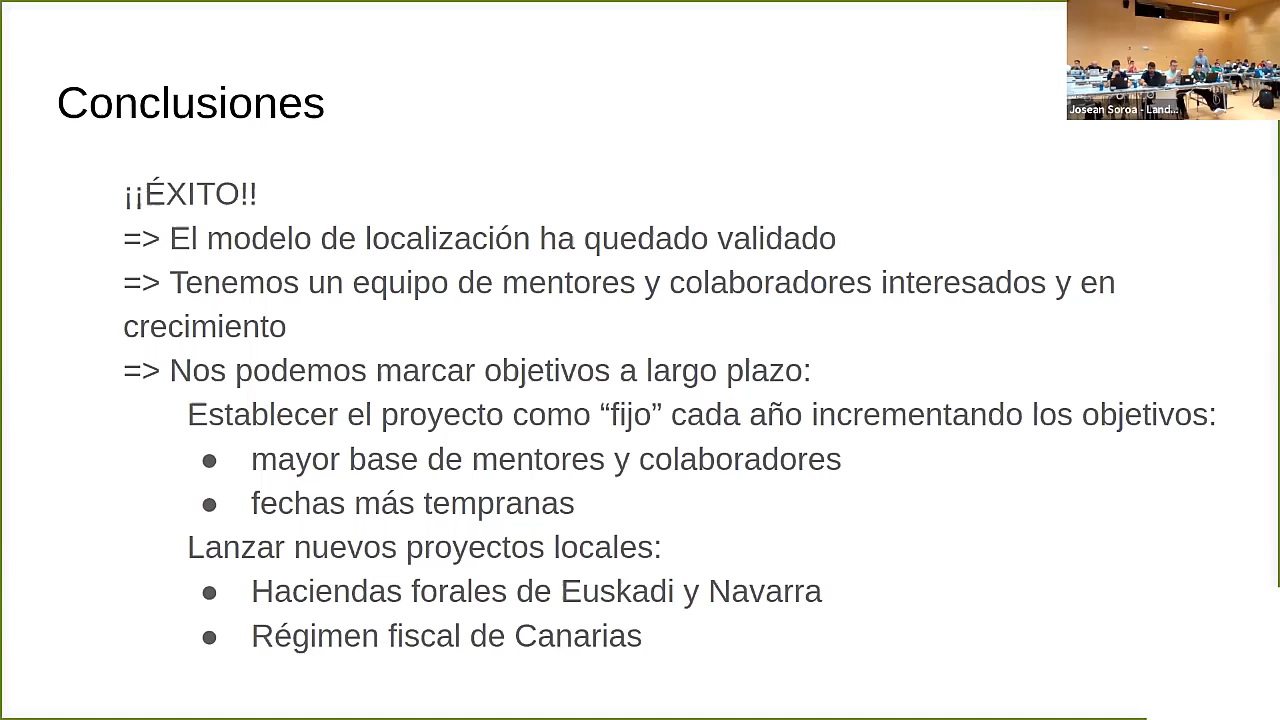 Conclusiones
¡¡ÉXITO!!
=> El modelo de localización ha quedado validado
=> Tenemos un equipo de mentores y colaboradores interesados y en
crecimiento
=> Nos podemos marcar objetivos a largo plazo:
Establecer el proyecto como “fijo” cada año incrementando los objetivos:
● mayor base de mentores y colaboradores
● fechas más tempranas
Lanzar nuevos proyectos locales:
● Haciendas forales de Euskadi y Navarra
● Régimen fiscal de Canarias
Josean Soroa - Land...